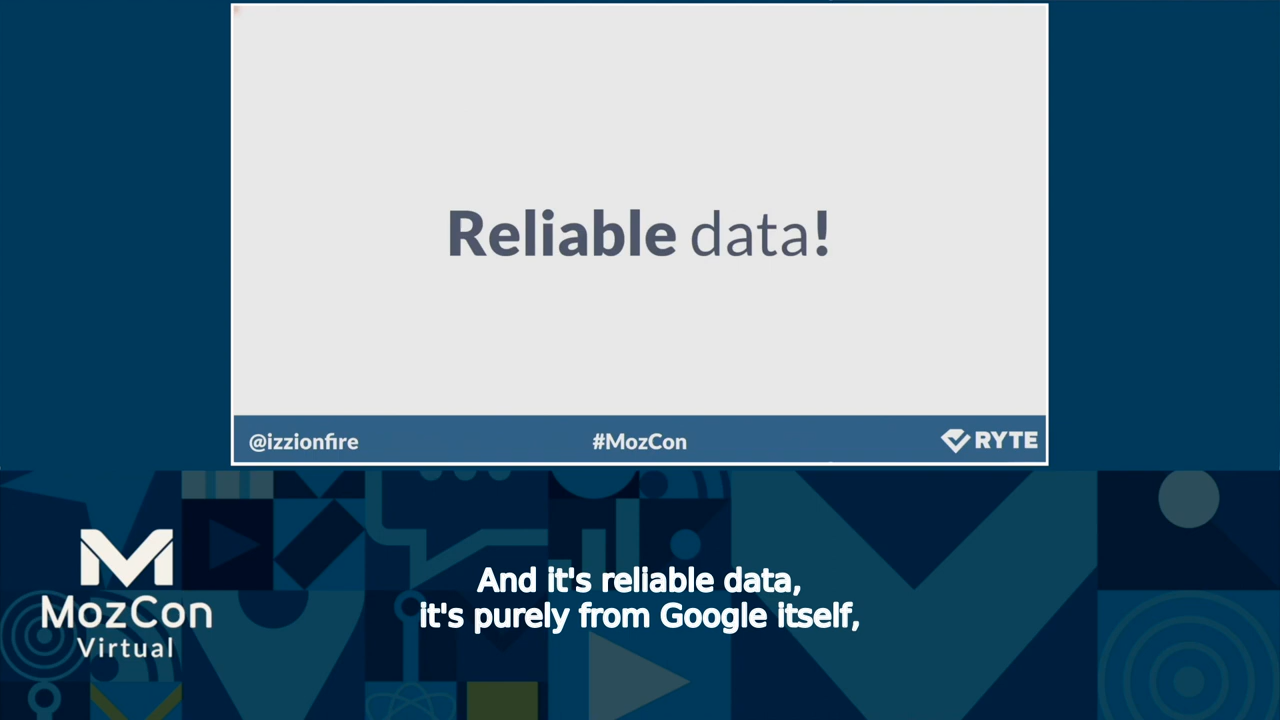 Reliable data!
@izzionfire
#MozCon
RYTE
MozCon
Virtual
And it's reliable data,
it's purely from Google itself,